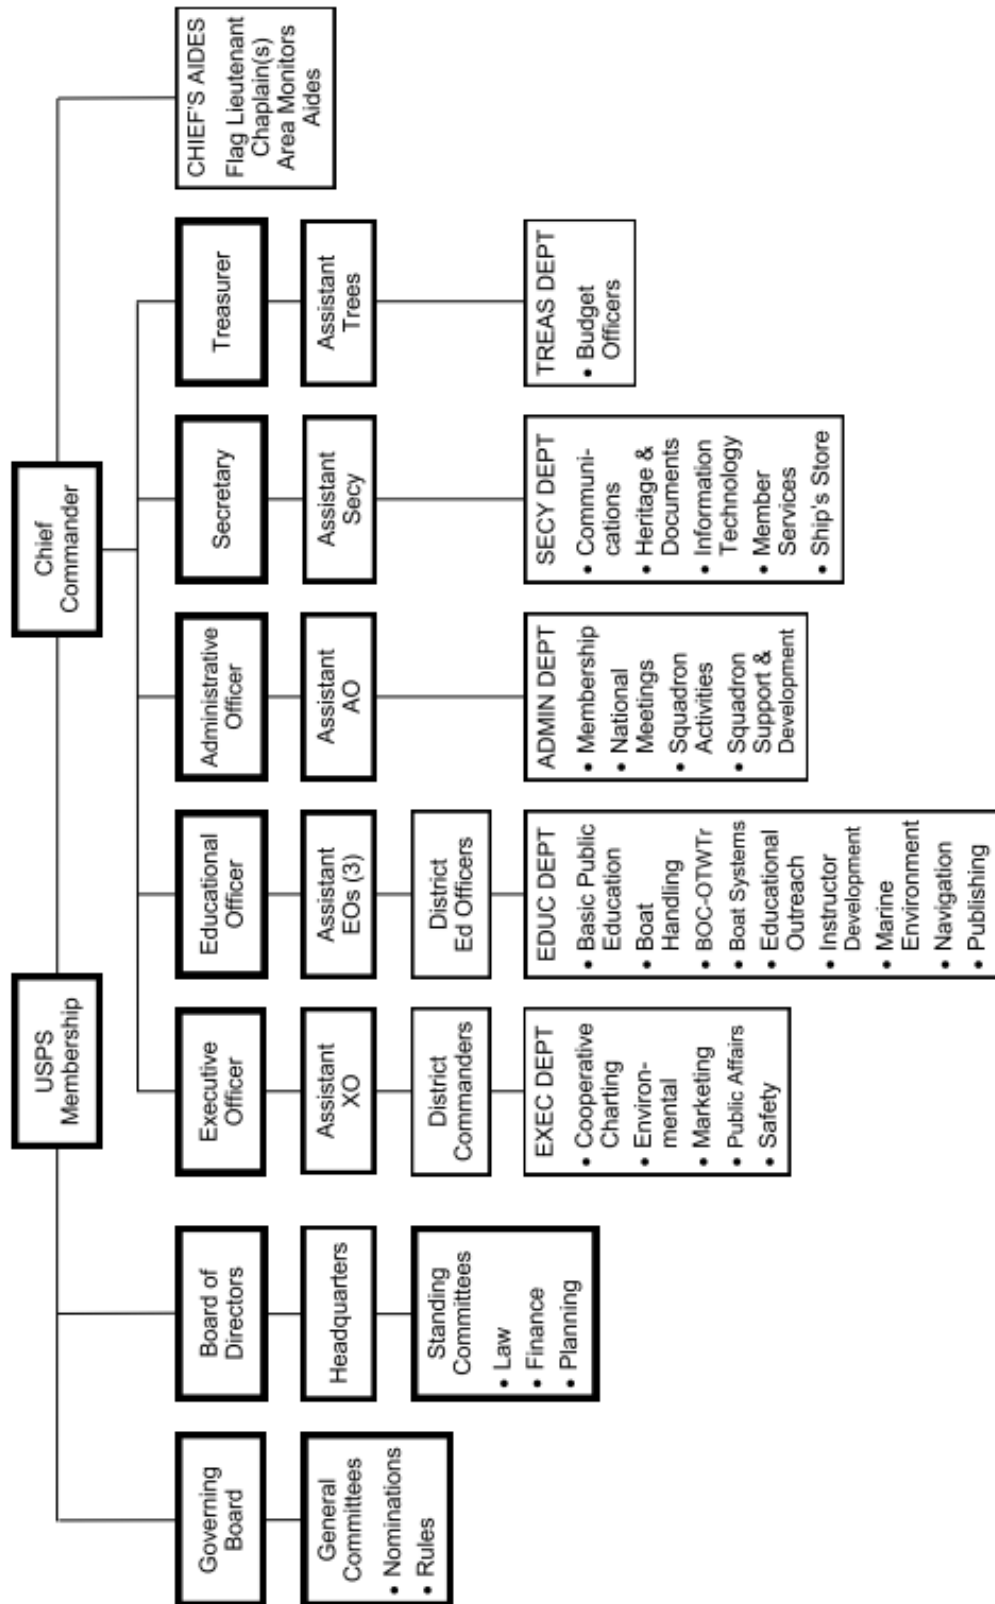 USPS
Membership
Chief
Commander
Governing
Board
Board of
Directors
Executive
Officer
Educational
Officer
Administrative
Officer
Secretary
Treasurer
CHIEF'S AIDES
Flag Lieutenant
Chaplain(s)
Area Monitors
Aides
General
Committees
• Nominations
• Rules
Headquarters
Assistant
XO
Assistant
EOs (3)
Assistant
AO
Assistant
Secy
Assistant
Trees
Standing
Committees
• Law
• Finance
• Planning
District
Commanders
District
Ed Officers
EXEC DEPT
• Cooperative
Charting
• Environ-
mental
• Marketing
• Public Affairs
• Safety
EDUC DEPT
• Basic Public
Education
• Boat
Handling
• BOC-OTWTr
• Boat Systems
• Educational
Outreach
• Instructor
Development
• Marine
Environment
• Navigation
• Publishing
ADMIN DEPT
• Membership
• National
Meetings
• Squadron
Activities
• Squadron
Support &
Development
SECY DEPT
• Communi-
cations
• Heritage &
Documents
• Information
Technology
• Member
Services
• Ship's Store
TREAS DEPT
• Budget
Officers